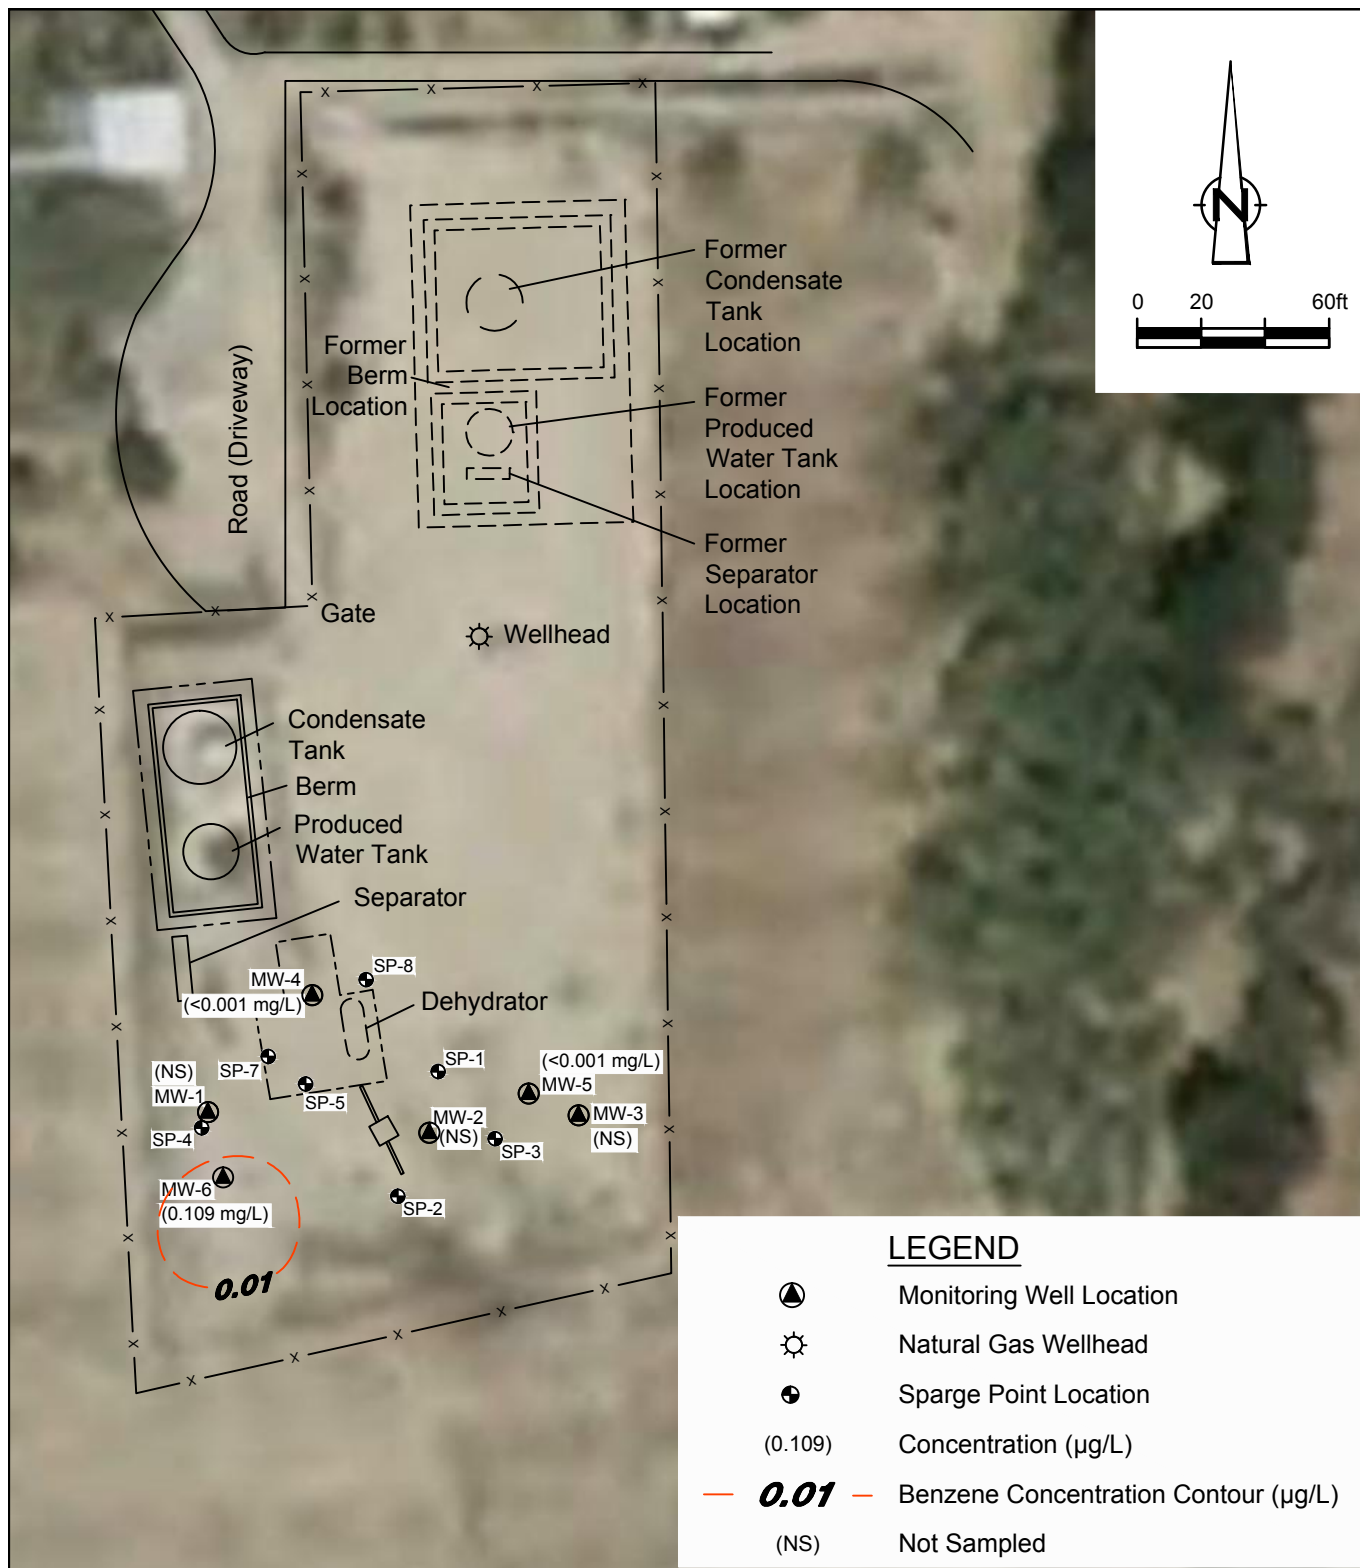 N
0 20 60ft
Former
Condensate
Tank
Location
Former
Berm
Location
Former
Produced
Water Tank
Location
Road (Driveway)
Former
Separator
Location
Gate
Wellhead
Condensate
Tank
Berm
Produced
Water Tank
Separator
SP-8
MW-4
(<0.001 mg/L)
Dehydrator
SP-7
SP-5
SP-1
(<0.001 mg/L)
MW-5
(NS)
MW-1
SP-4
MW-2
(NS)
SP-3
MW-3
(NS)
MW-6
(0.109 mg/L)
SP-2
0.01
LEGEND
Monitoring Well Location
Natural Gas Wellhead
Sparge Point Location
(0.109) Concentration (µg/L)
0.01 Benzene Concentration Contour (µg/L)
(NS) Not Sampled